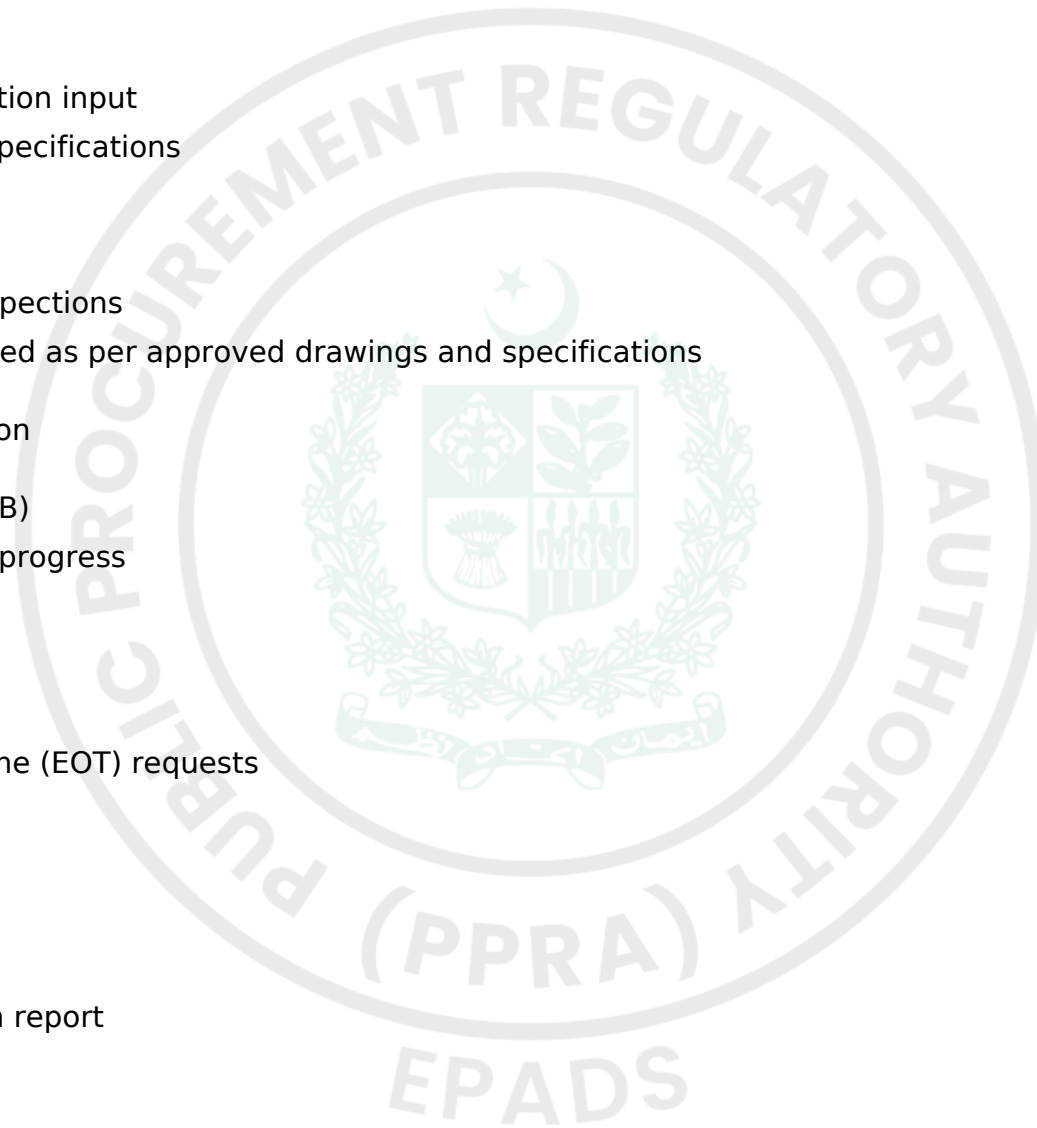 tion input
pecifications
pections
ed as per approved drawings and specifications
on
B)
progress
ne (EOT) requests
n report
PUBLIC PROCUREMENT REGULATORY AUTHORITY
(PPRA)
EPADS